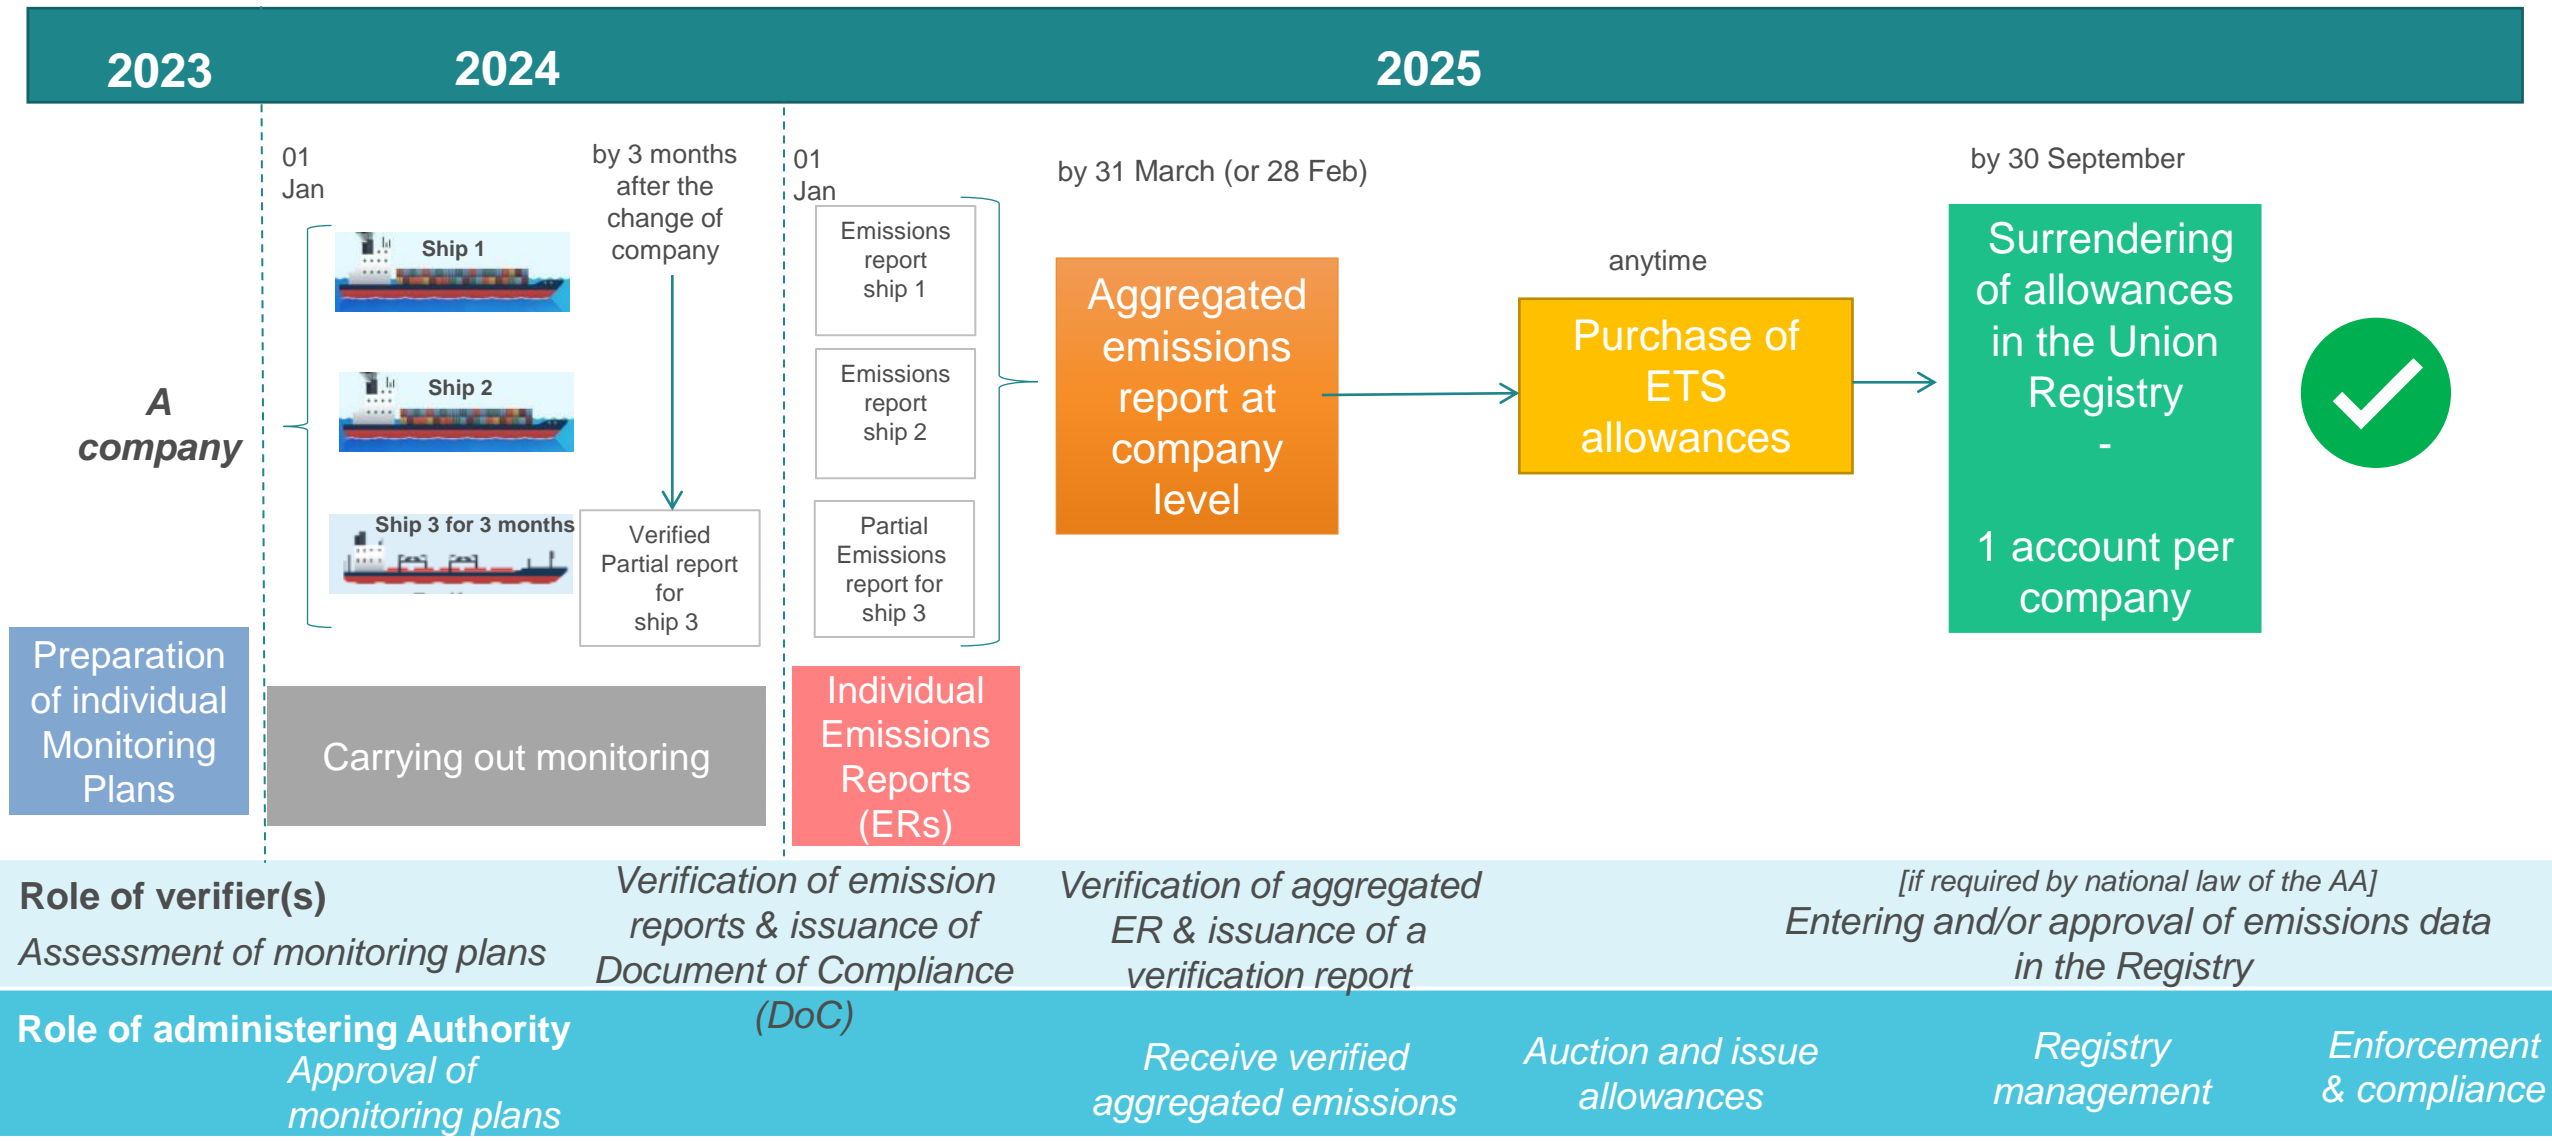 2023
2024
2025
01
Jan
by 3 months
after the
change of
company
01
Jan
by 31 March (or 28 Feb)
anytime
by 30 September
A
company
Ship 1
Ship 2
Ship 3 for 3 months
Verified
Partial report
for
ship 3
Emissions
report
ship 1
Emissions
report
ship 2
Partial
Emissions
report for
ship 3
Aggregated
emissions
report at
company
level
Purchase of
ETS
allowances
Surrendering
of allowances
in the Union
Registry
-
1 account per
company
Preparation
of individual
Monitoring
Plans
Carrying out monitoring
Individual
Emissions
Reports
(ERs)
Role of verifier(s)
Assessment of monitoring plans
Verification of emission
reports & issuance of
Document of Compliance
(DoC)
Verification of aggregated
ER & issuance of a
verification report
[if required by national law of the AA]
Entering and/or approval of emissions data
in the Registry
Role of administering Authority
Approval of
monitoring plans
Receive verified
aggregated emissions
Auction and issue
allowances
Registry
management
Enforcement
& compliance